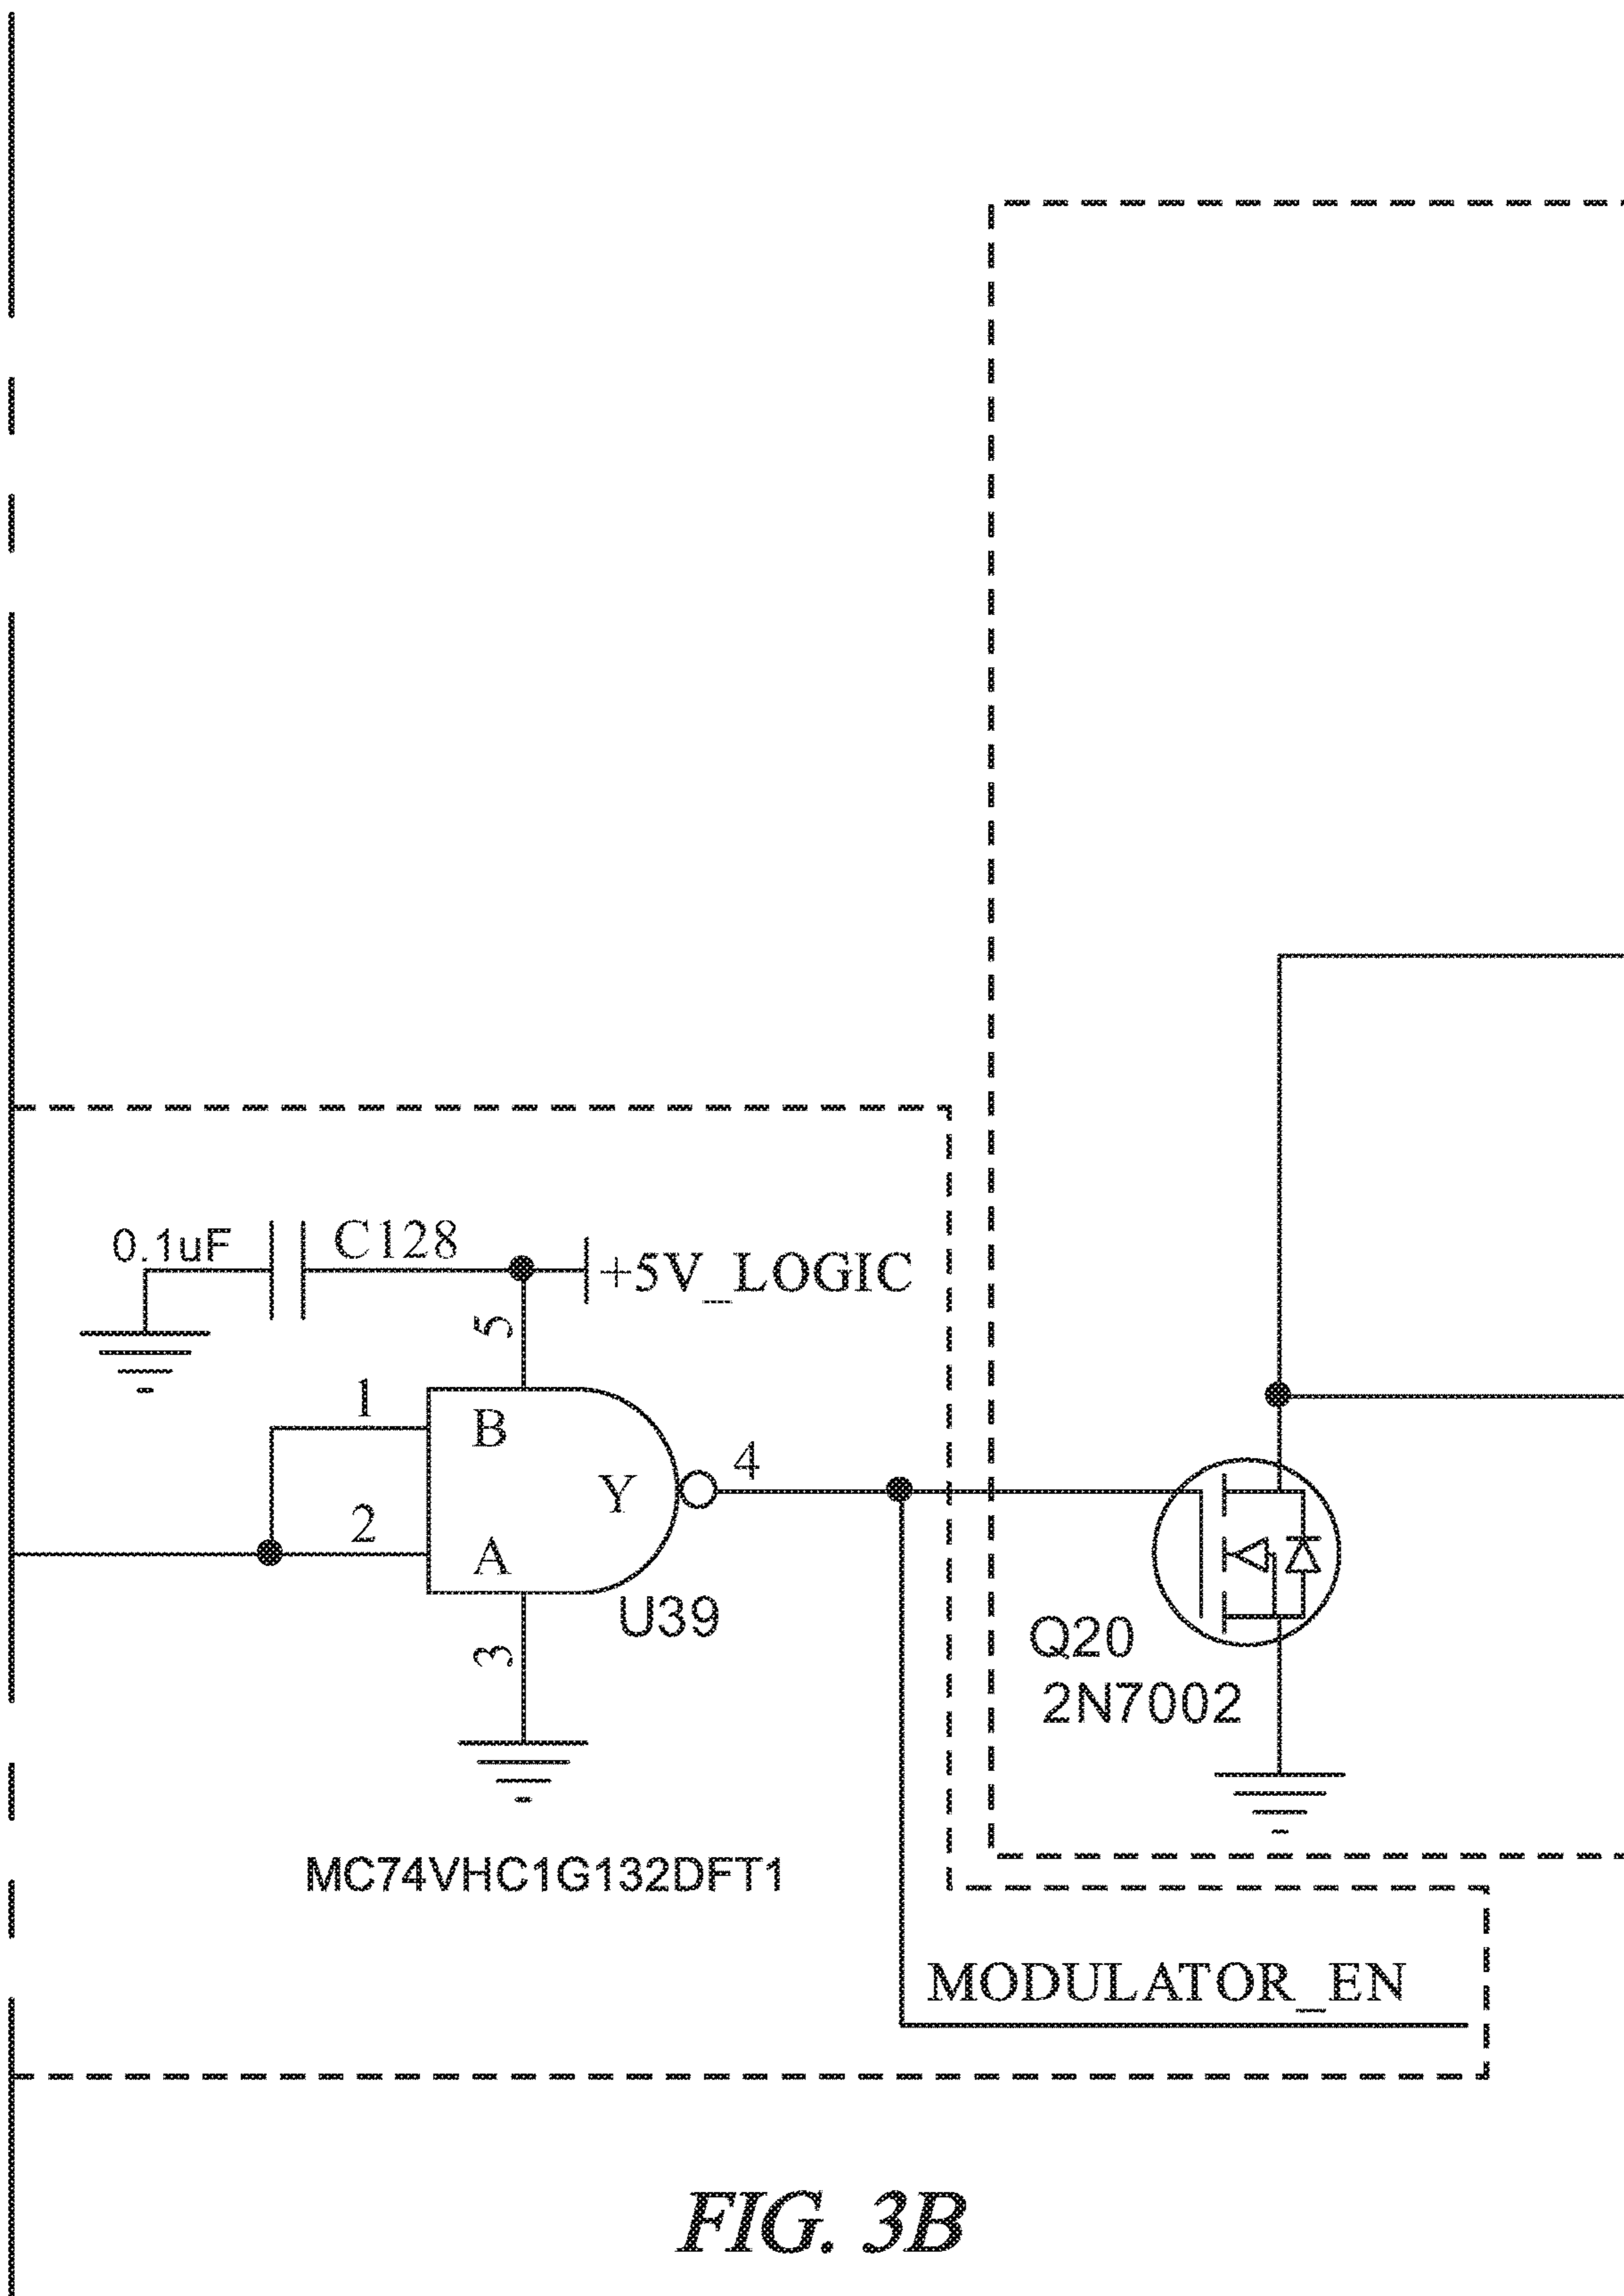 0.1uF
C128
+5V_LOGIC
5
1
B
4
Y
2
A
U39
3
Q20
2N7002
MC74VHC1G132DFT1
MODULATOR_EN
FIG. 3B